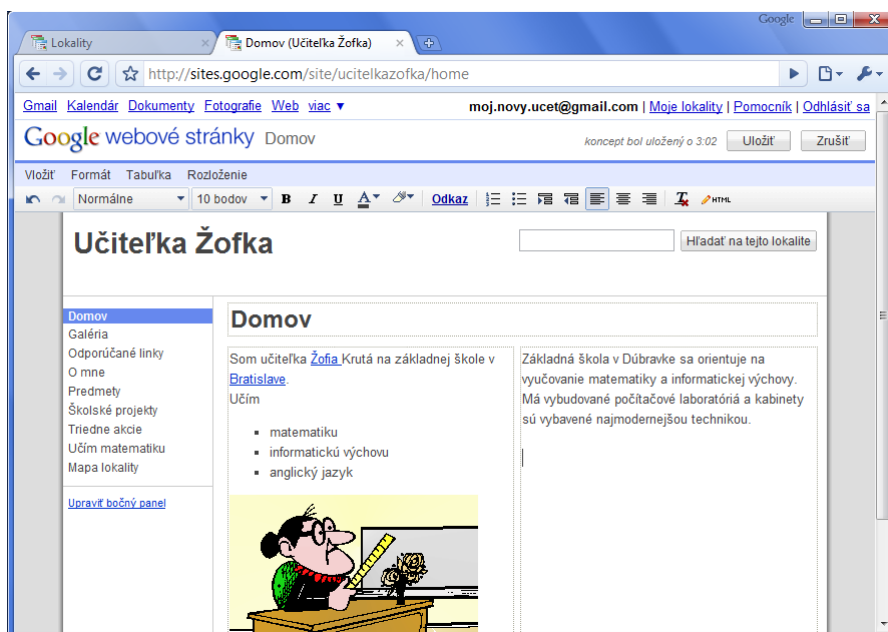 Google
Lokality
Domov (Učiteľka Žofka)
http://sites.google.com/site/ucitelkazofka/home
Gmail Kalendár Dokumenty Fotografie Web viac ▼ moj.novy.ucet@gmail.com | Moje lokality | Pomocník | Odhlásiť sa
Google webové stránky Domov koncept bol uložený o 3:02 Uložiť Zrušiť
Vložiť Formát Tabuľka Rozloženie
Normálne 10 bodov B I U A Odkaz T HTML
Učiteľka Žofka
Hľadať na tejto lokalite
Domov
Galéria
Odporúčané linky
O mne
Predmety
Školské projekty
Triedne akcie
Učím matematiku
Mapa lokality
Upraviť bočný panel
Domov
Som učiteľka Žofia Krutá na základnej škole v
Bratislave.
Učím
matematiku
informatickú výchovu
anglický jazyk
Základná škola v Dúbravke sa orientuje na
vyučovanie matematiky a informatickej výchovy.
Má vybudované počítačové laboratóriá a kabinety
sú vybavené najmodernejšou technikou.